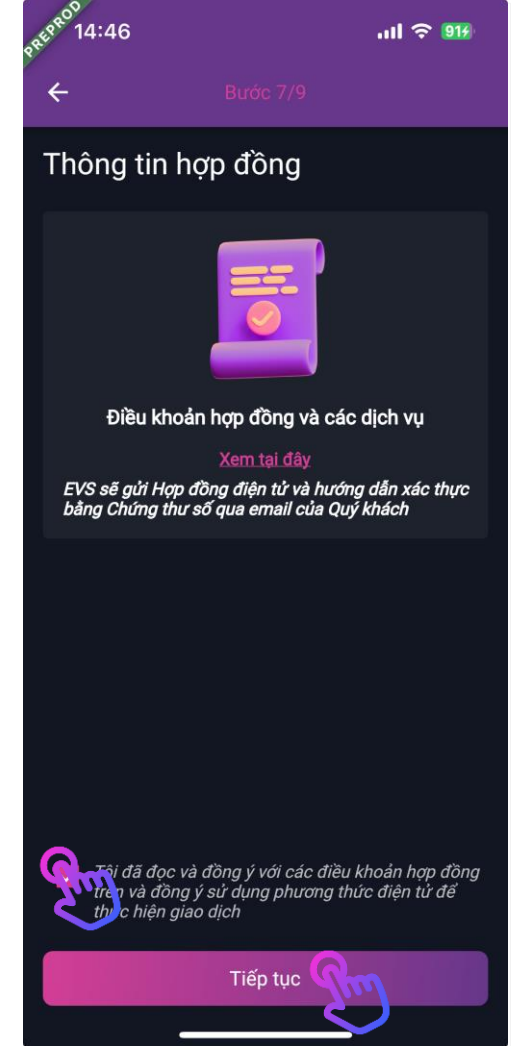 PREPROD
14:46
91
Bước 7/9
Thông tin hợp đồng
Điều khoản hợp đồng và các dịch vụ
Xem tại đây
EVS sẽ gửi Hợp đồng điện tử và hướng dẫn xác thực
bằng Chứng thư số qua email của Quý khách
Tôi đã đọc và đồng ý với các điều khoản hợp đồng
trên và đồng ý sử dụng phương thức điện tử để
thực hiện giao dịch
Tiếp tục